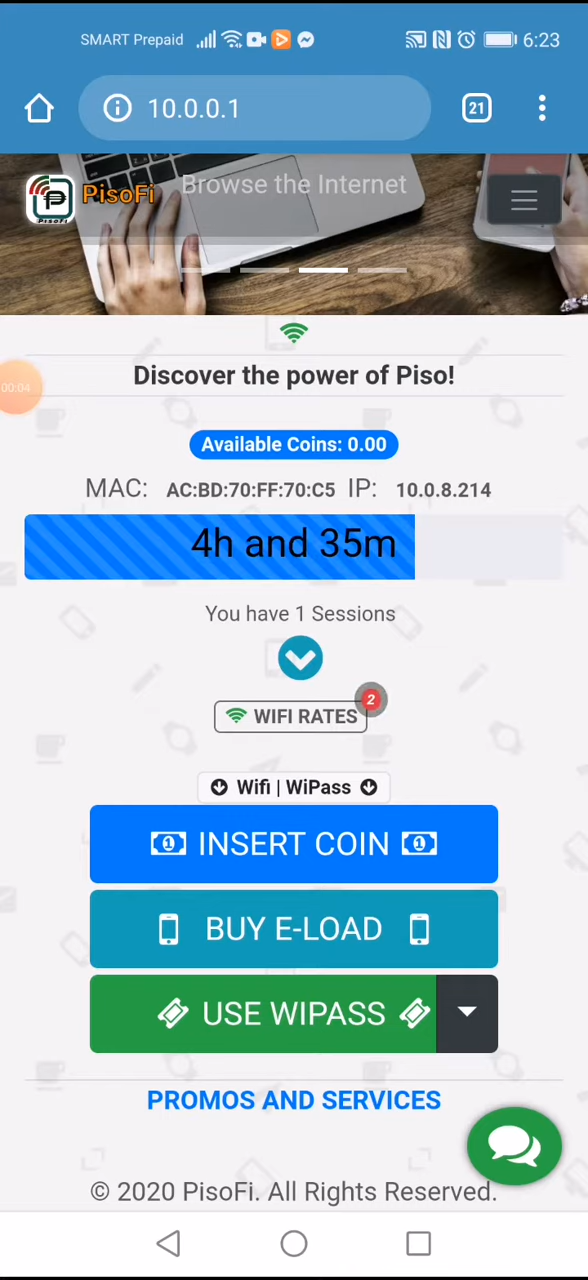 SMART Prepaid 6:23
10.0.0.1 21
PisoFi Browse the Internet
PISOFI
00:04
Discover the power of Piso!
Available Coins: 0.00
MAC: AC:BD:70:FF:70:C5 IP: 10.0.8.214
4h and 35m
You have 1 Sessions
2
WIFI RATES
Wifi | WiPass
INSERT COIN
BUY E-LOAD
USE WIPASS
PROMOS AND SERVICES
© 2020 PisoFi. All Rights Reserved.